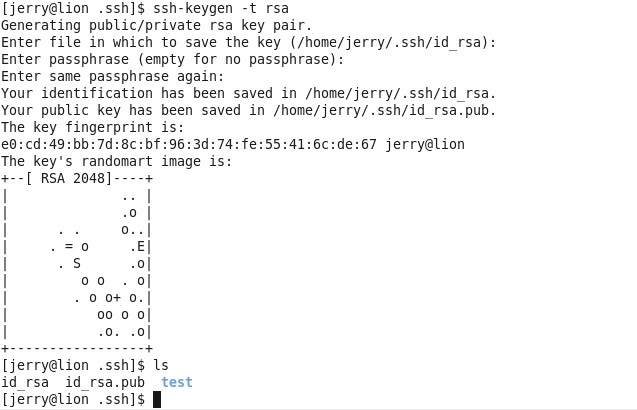 [jerry@lion .ssh]$ ssh-keygen -t rsa
Generating public/private rsa key pair.
Enter file in which to save the key (/home/jerry/.ssh/id_rsa):
Enter passphrase (empty for no passphrase):
Enter same passphrase again:
Your identification has been saved in /home/jerry/.ssh/id_rsa.
Your public key has been saved in /home/jerry/.ssh/id_rsa.pub.
The key fingerprint is:
e0:cd:49:bb:7d:8c:bf:96:3d:74:fe:55:41:6c:de:67 jerry@lion
The key's randomart image is:
+--[ RSA 2048]----+
|              .. |
|              .o |
|      . .     o..|
|     . = o     .E|
|      . S      .o|
|         o o  . o|
|        . o o+ o.|
|           oo o o|
|           .o. .o|
+-----------------+
[jerry@lion .ssh]$ ls
id_rsa  id_rsa.pub  test
[jerry@lion .ssh]$